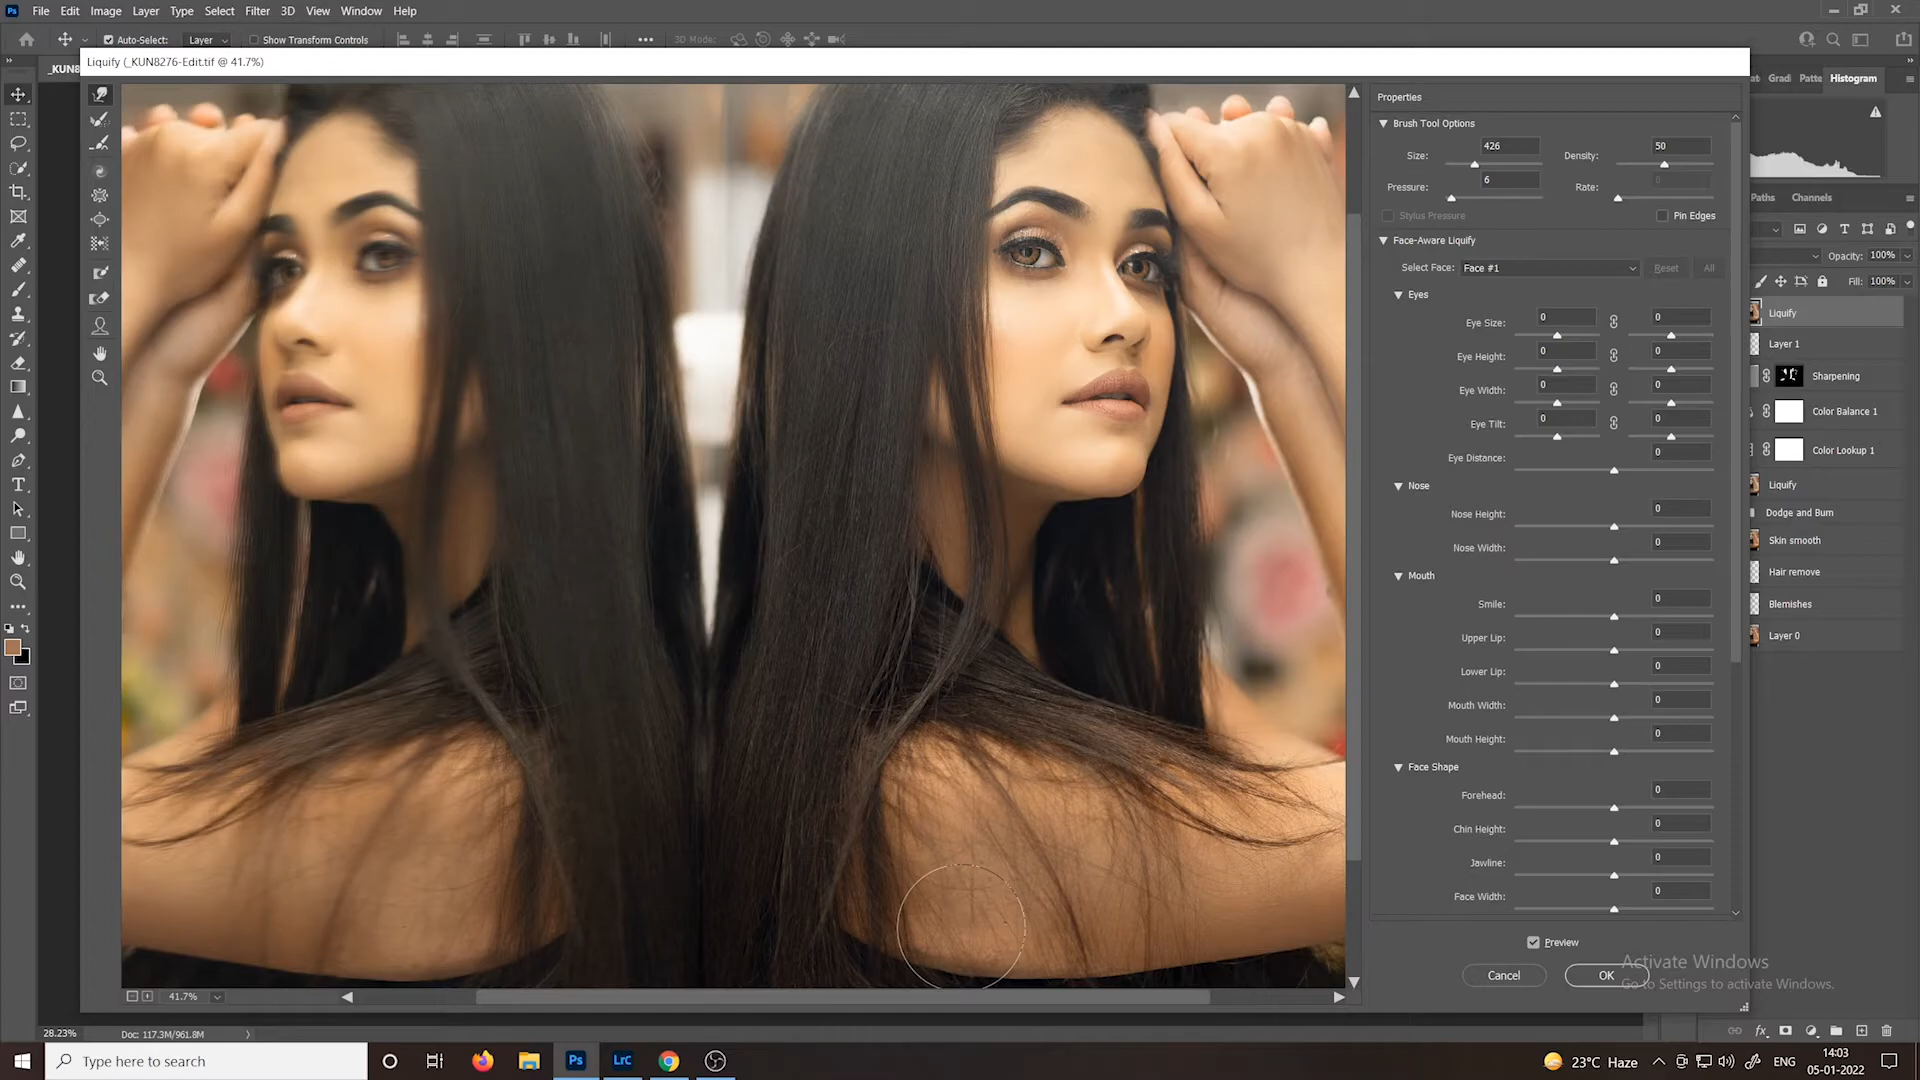 Ps File Edit Image Layer Type Select Filter 3D View Window Help
Auto-Select: Layer Show Transform Controls 3D Mode:
_KUN8
Liquify (_KUN8276-Edit.tif @ 41.7%)
Gradi Patte Histogram
Properties
Brush Tool Options
Size: 426 Density: 50
Pressure: 6 Rate: 0
Stylus Pressure Pin Edges
Paths Channels
Face-Aware Liquify
Opacity: 100%
Select Face: Face #1 Reset All
Fill: 100%
Eyes
Eye Size: 0 0
Eye Height: 0 0
Eye Width: 0 0
Eye Tilt: 0 0
Eye Distance: 0
Nose
Nose Height: 0
Nose Width: 0
Mouth
Smile: 0
Upper Lip: 0
Lower Lip: 0
Mouth Width: 0
Mouth Height: 0
Face Shape
Forehead: 0
Chin Height: 0
Jawline: 0
Face Width: 0
Liquify
Layer 1
Sharpening
Color Balance 1
Color Lookup 1
Liquify
Dodge and Burn
Skin smooth
Hair remove
Blemishes
Layer 0
Preview
Cancel OK
Activate Windows
Go to Settings to activate Windows.
41.7%
28.23% Doc: 117.3M/961.8M
Type here to search
Ps LrC
23°C Haze ENG 14:03
05-01-2022